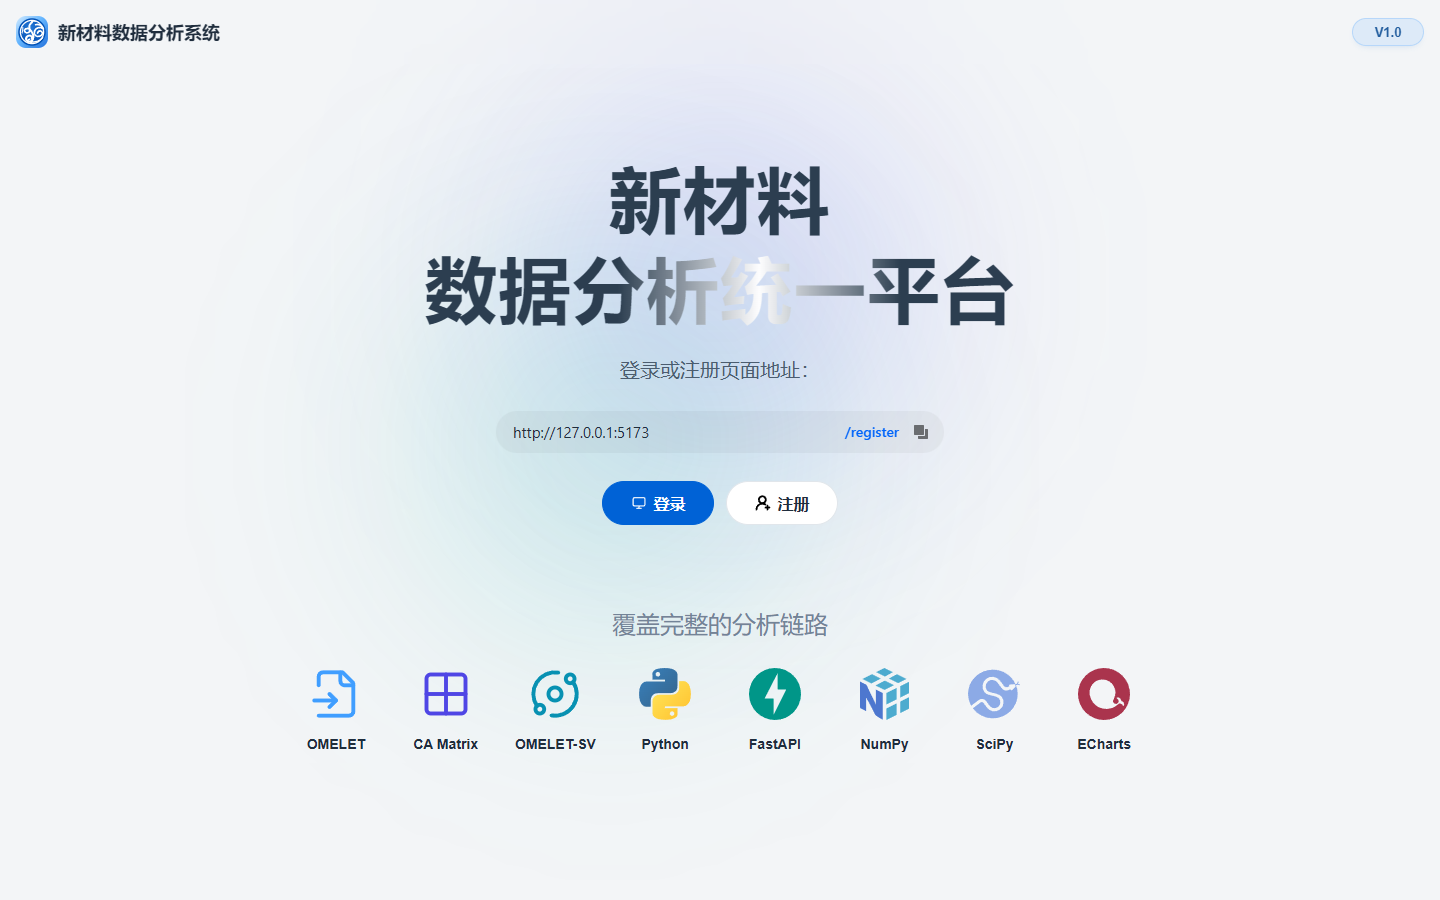 新材料数据分析系统
V1.0
新材料
数据分析统一平台
登录或注册页面地址：
http://127.0.0.1:5173 /register
登录 注册
覆盖完整的分析链路
OMELET CA Matrix OMELET-SV Python FastAPI NumPy SciPy ECharts